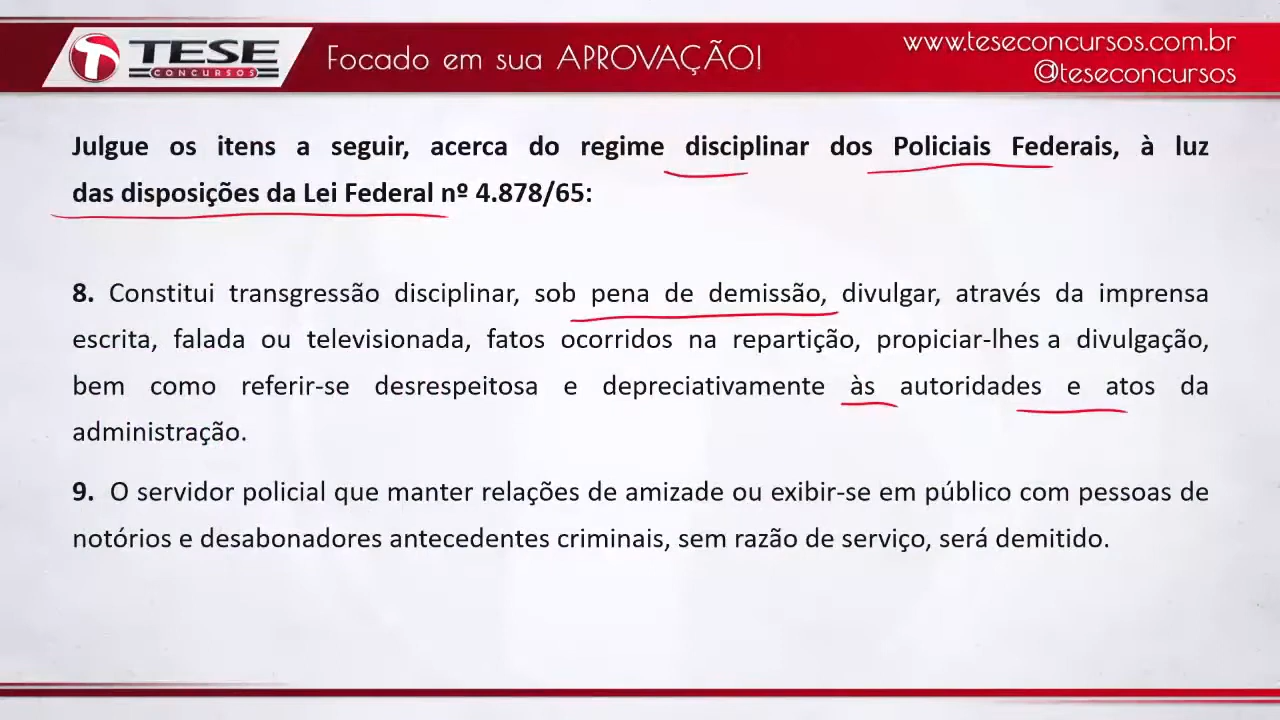 TESE
CONCURSOS
Focado em sua APROVAÇÃO!
www.teseconcursos.com.br
@teseconcursos
Julgue os itens a seguir, acerca do regime disciplinar dos Policiais Federais, à luz
das disposições da Lei Federal nº 4.878/65:
8. Constitui transgressão disciplinar, sob pena de demissão, divulgar, através da imprensa
escrita, falada ou televisionada, fatos ocorridos na repartição, propiciar-lhes a divulgação,
bem como referir-se desrespeitosa e depreciativamente às autoridades e atos da
administração.
9. O servidor policial que manter relações de amizade ou exibir-se em público com pessoas de
notórios e desabonadores antecedentes criminais, sem razão de serviço, será demitido.